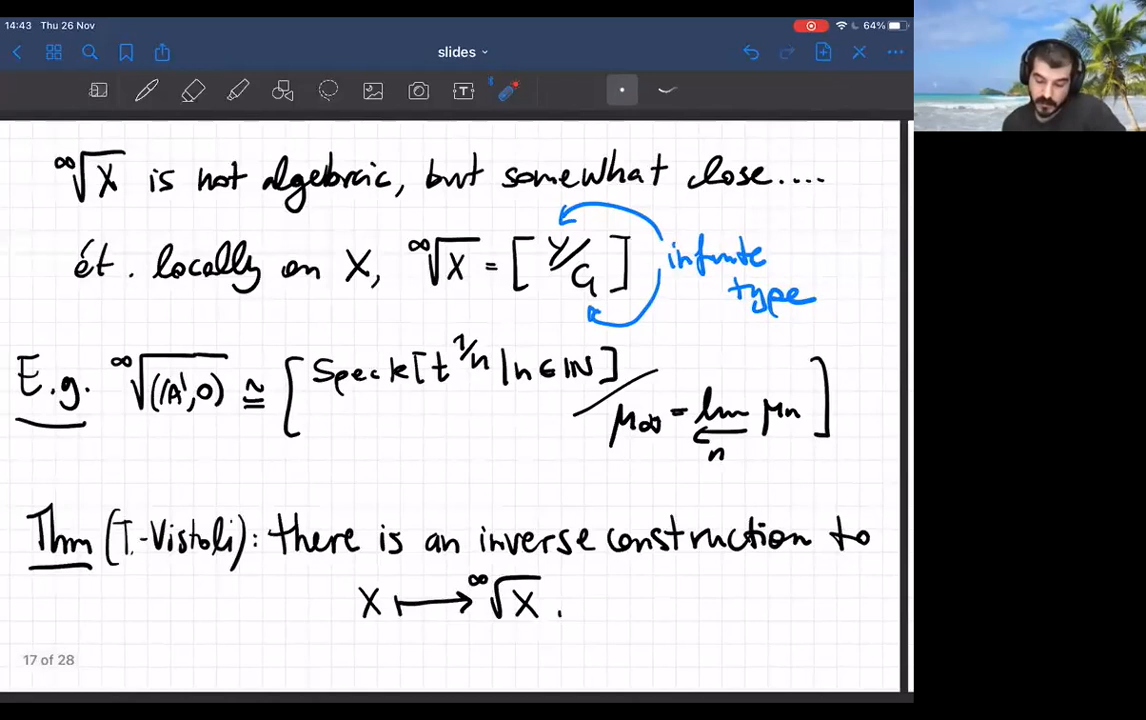 14:43 Thu 26 Nov
64%
slides
∞√X is not algebraic, but somewhat close....
ét. locally on X, ∞√X = [Y/G] infinite type
E.g. ∞√(𝔸¹,0) ≅ [Spec k[t^1/n | n∈ℕ] / μ∞ = lim← n μn]
Thm (T.-Vistoli): there is an inverse construction to
X ⟼ ∞√X.
17 of 28